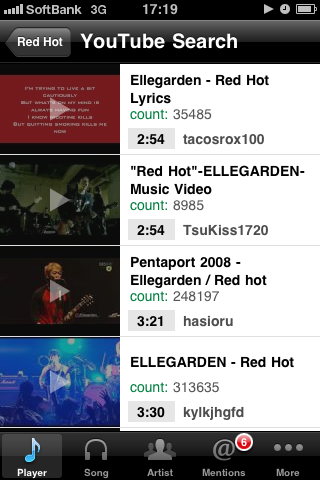 SoftBank 3G 17:19
Red Hot YouTube Search
I'M TRYING TO LIVE A BIT
CAUTIOUSLY
BUT WHAT'S ON MY MIND IS
ALWAYS HAVING FUN
I KNOW SMOKING KILLS
BUT QUITTING SMOKING KILLS ME
NOW
Ellegarden - Red Hot
Lyrics
count: 35485
2:54 tacosrox100
"Red Hot"-ELLEGARDEN-
Music Video
count: 8985
2:54 TsuKiss1720
Pentaport 2008 -
Ellegarden / Red hot
count: 248197
3:21 hasioru
ELLEGARDEN - Red Hot
count: 313635
3:30 kylkjhgfd
6
Player Song Artist Mentions More